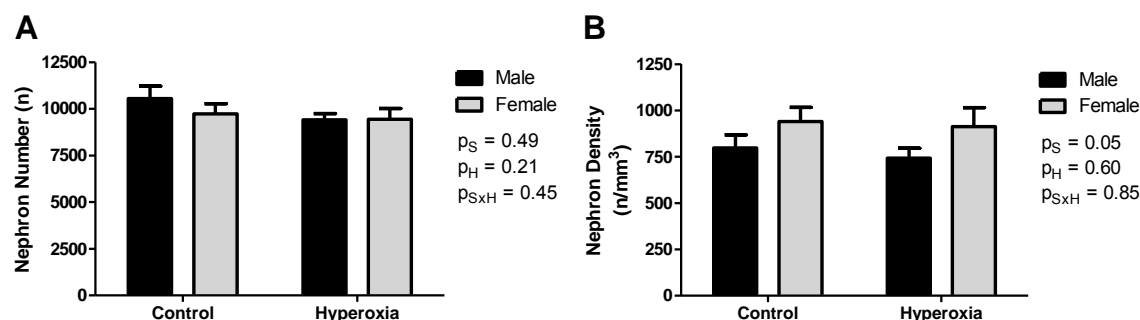 A
Nephron Number (n)
12500
10000
7500
5000
2500
0
Control
Hyperoxia
Male
Female
pS = 0.49
pH = 0.21
pSxH = 0.45
B
Nephron Density
(n/mm³)
1250
1000
750
500
250
0
Control
Hyperoxia
Male
Female
pS = 0.05
pH = 0.60
pSxH = 0.85